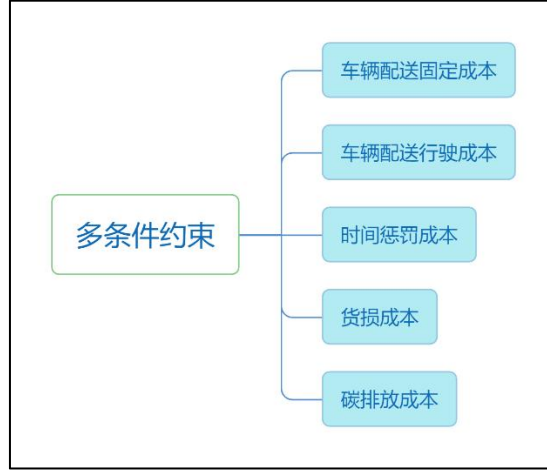 车辆配送固定成本
车辆配送行驶成本
多条件约束
时间惩罚成本
货损成本
碳排放成本